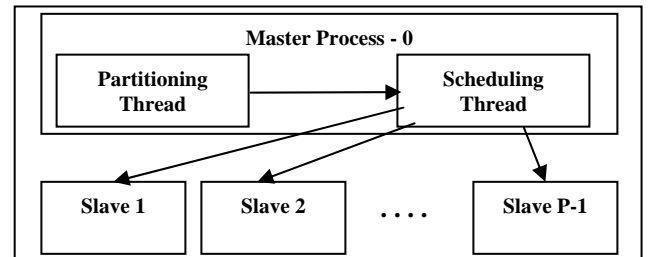 Master Process - 0
Partitioning
Thread
Scheduling
Thread
Slave 1
Slave 2
. . . .
Slave P-1